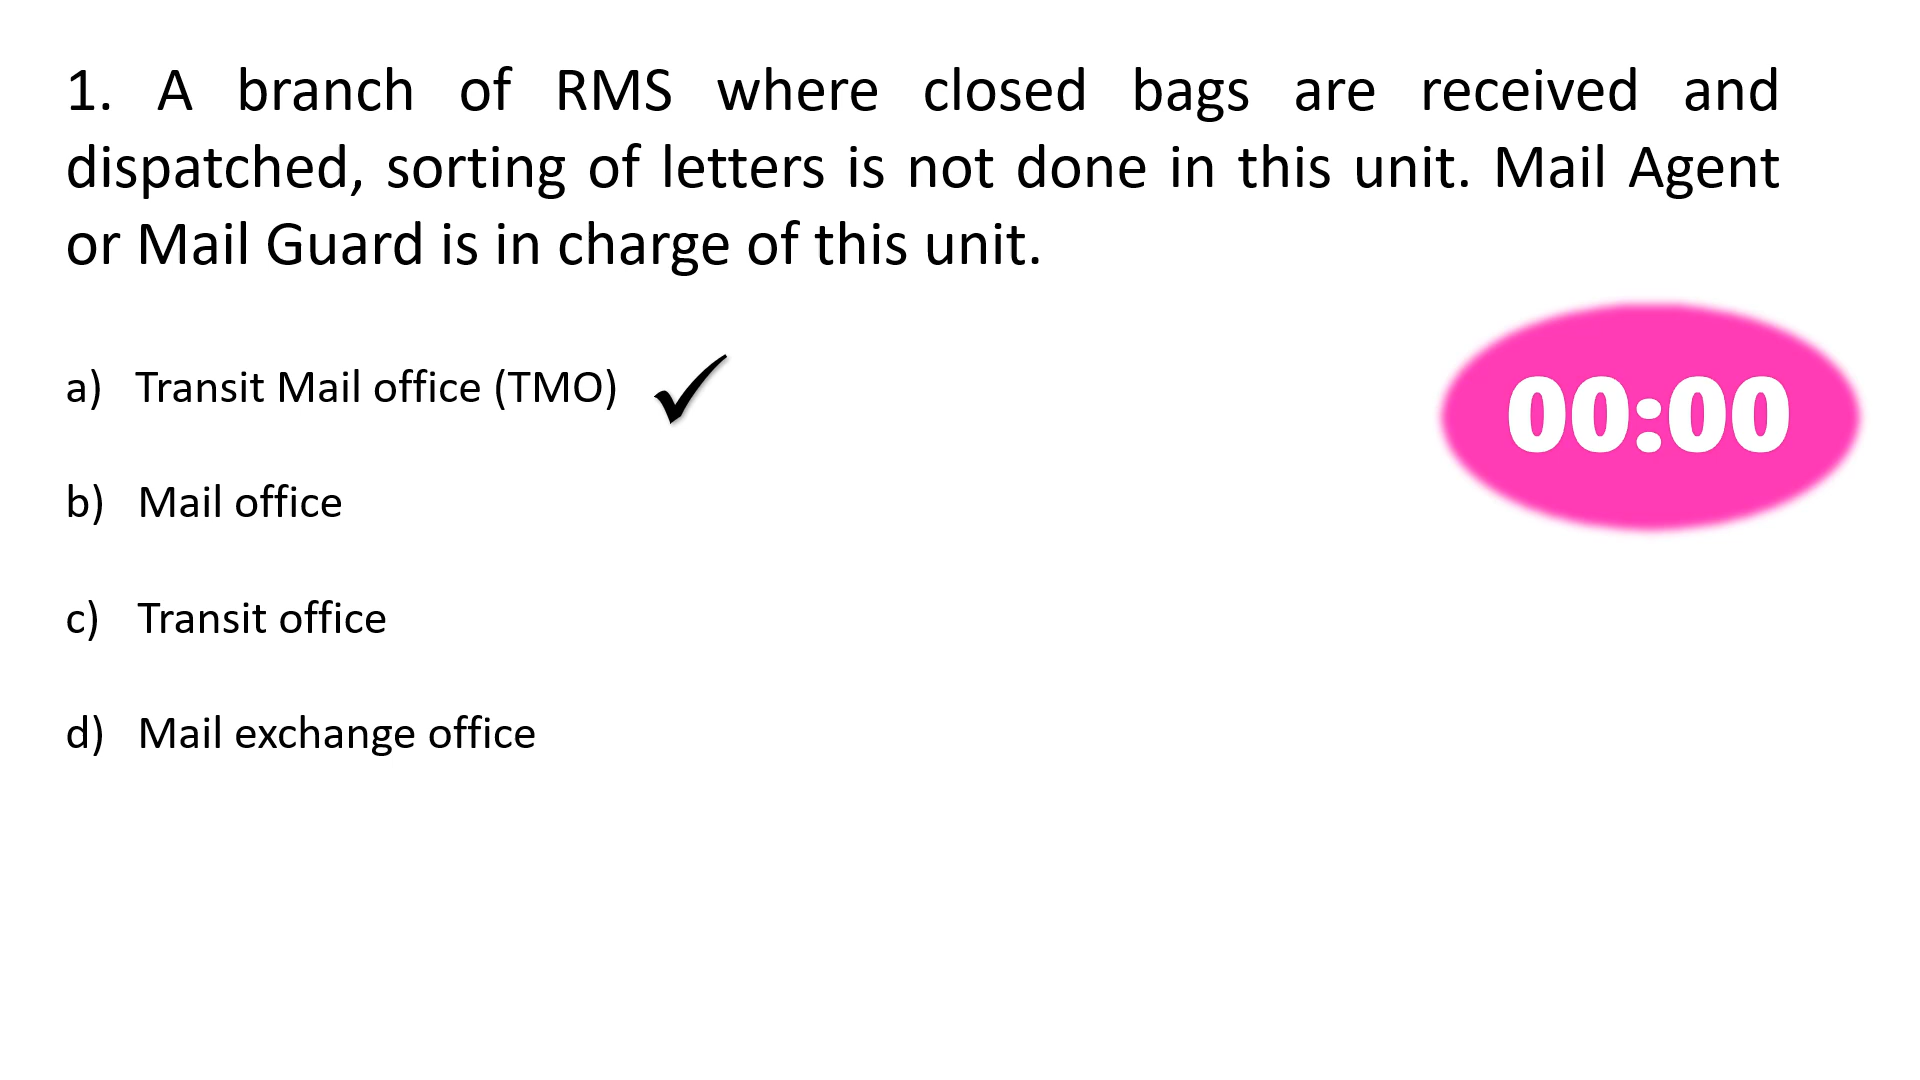 1. A branch of RMS where closed bags are received and
dispatched, sorting of letters is not done in this unit. Mail Agent
or Mail Guard is in charge of this unit.
a) Transit Mail office (TMO)
00:00
b) Mail office
c) Transit office
d) Mail exchange office